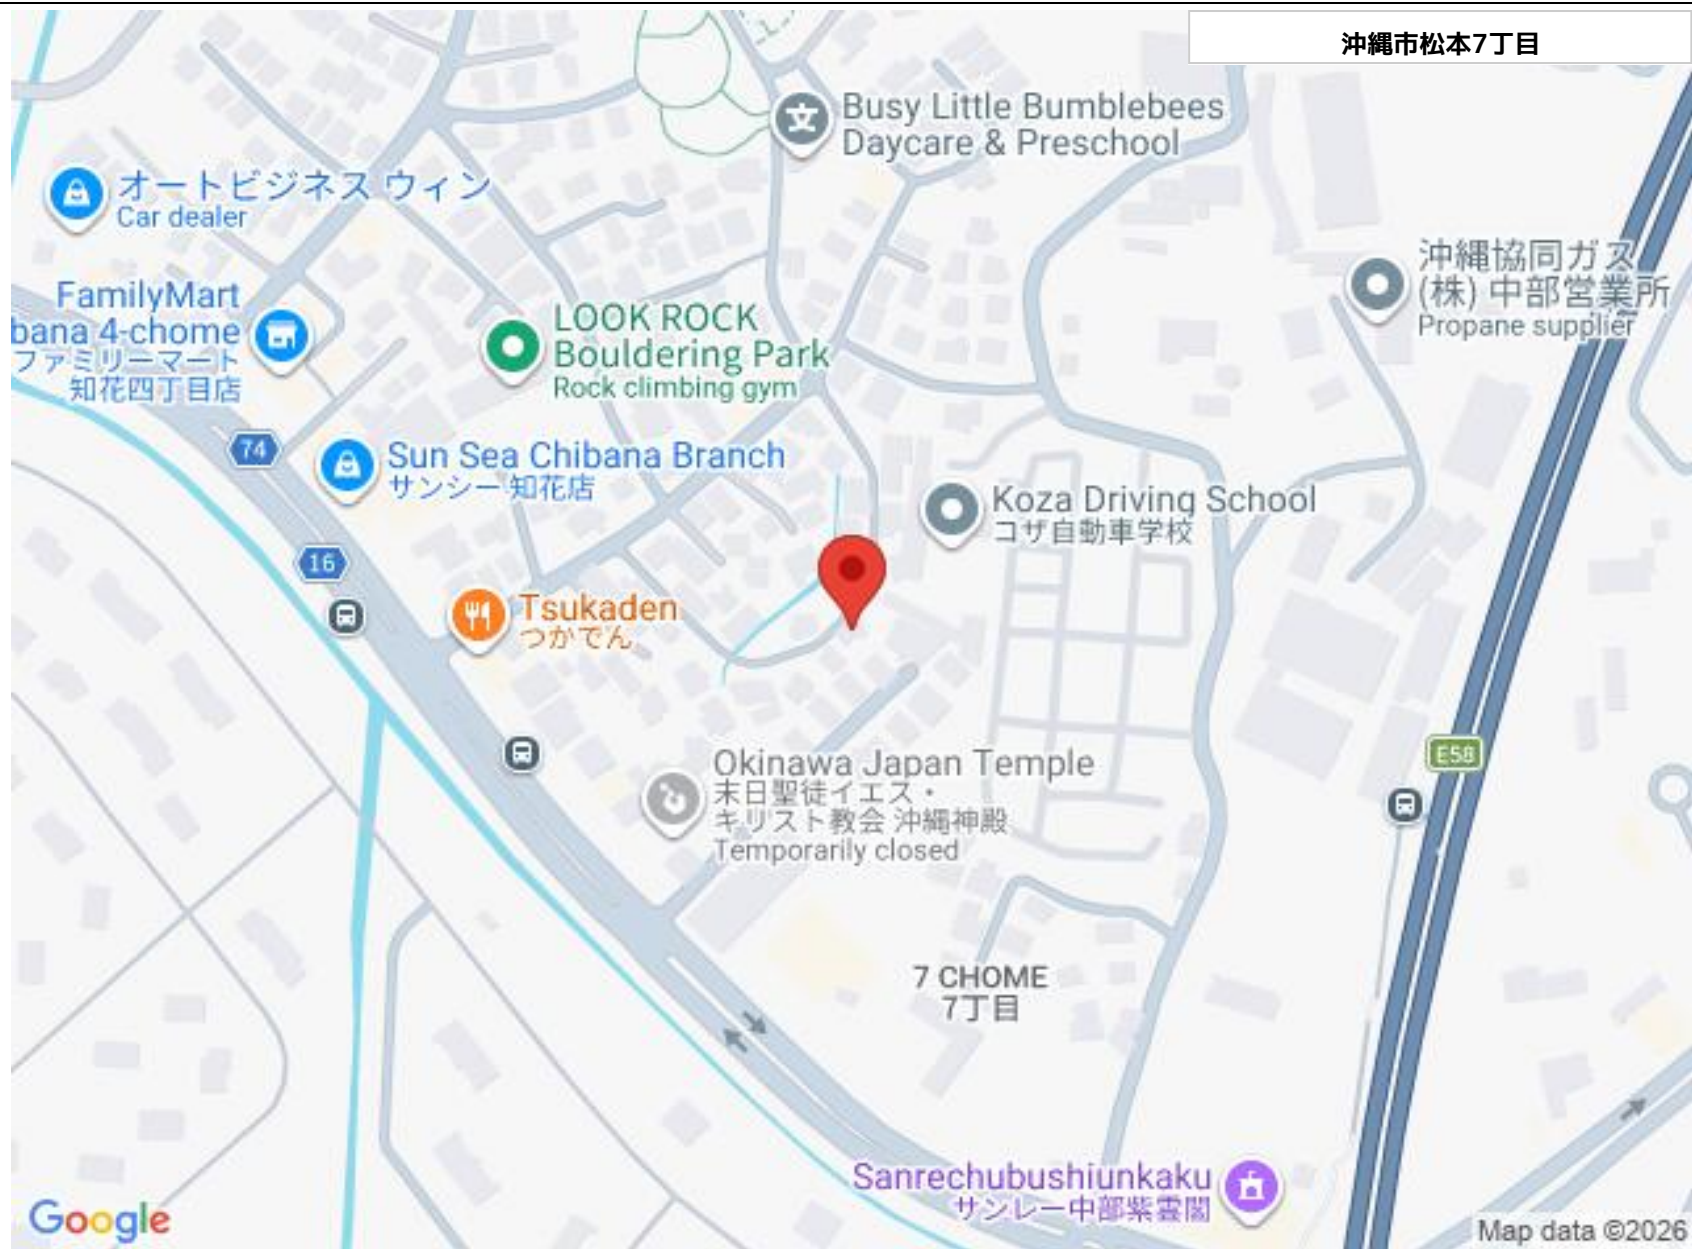 沖縄市松本7丁目
Busy Little Bumblebees
Daycare & Preschool
オートビジネス ウィン
Car dealer
沖縄協同ガス
(株) 中部営業所
Propane supplier
FamilyMart
bana 4-chome
ファミリーマート
知花四丁目店
LOOK ROCK
Bouldering Park
Rock climbing gym
74
Sun Sea Chibana Branch
サンシー 知花店
Koza Driving School
コザ自動車学校
16
Tsukaden
つかでん
E58
Okinawa Japan Temple
末日聖徒イエス・
キリスト教会 沖縄神殿
Temporarily closed
7 CHOME
7丁目
Sanrechubushiunkaku
サンレー中部紫雲閣
Google
Map data ©2026